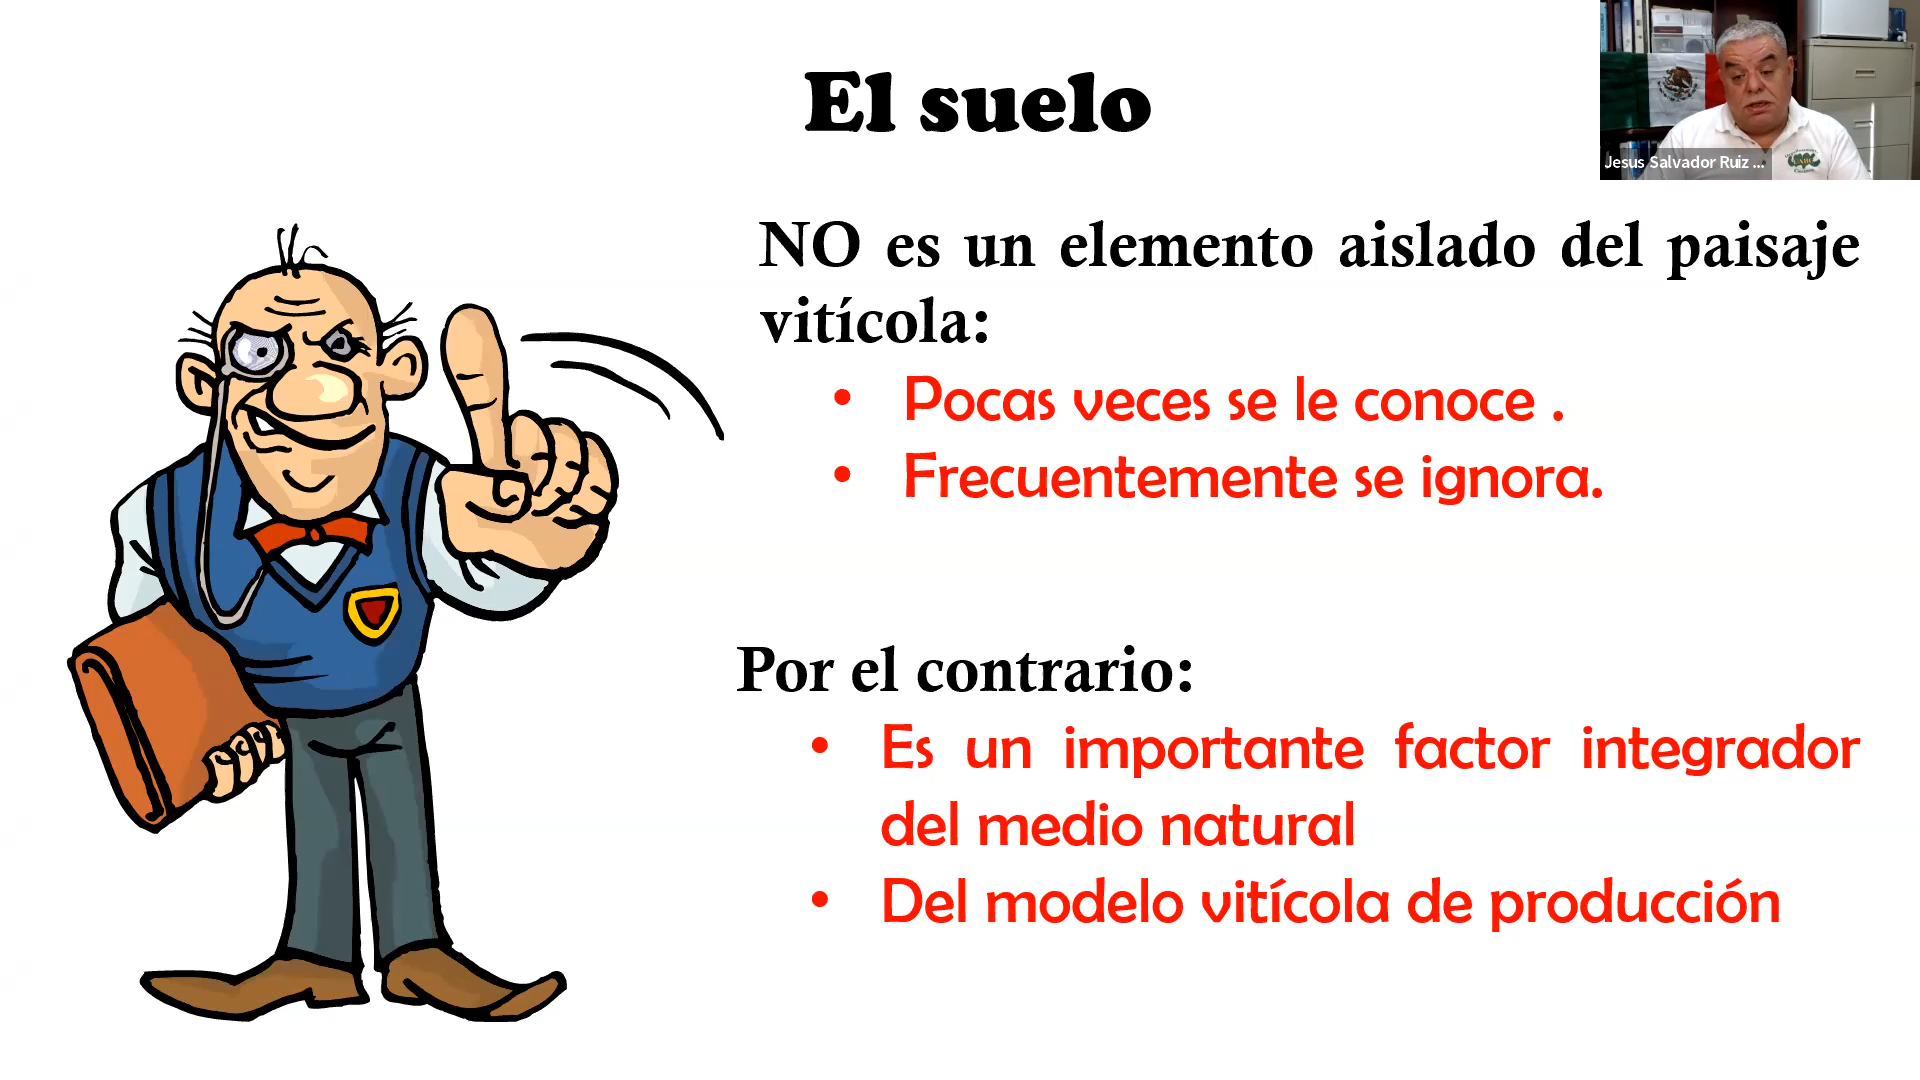 El suelo
Jesus Salvador Ruiz ...
NO es un elemento aislado del paisaje
vitícola:
• Pocas veces se le conoce .
• Frecuentemente se ignora.
Por el contrario:
• Es un importante factor integrador
del medio natural
• Del modelo vitícola de producción